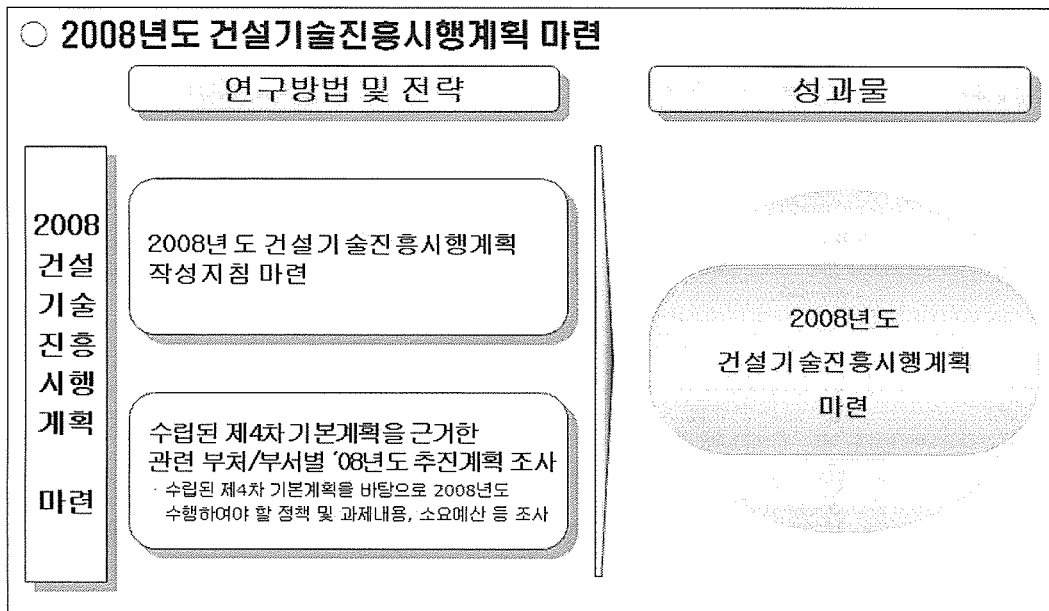 ○ 2008년도 건설기술진흥시행계획 마련
연구방법 및 전략
성과물
2008
건설
기술
진흥
시행
계획
마련
2008년도 건설기술진흥시행계획
작성지침 마련
수립된 제4차 기본계획을 근거한
관련 부처/부서별 '08년도 추진계획 조사
· 수립된 제4차 기본계획을 바탕으로 2008년도
수행하여야 할 정책 및 과제내용, 소요예산 등 조사
2008년도
건설기술진흥시행계획
마련